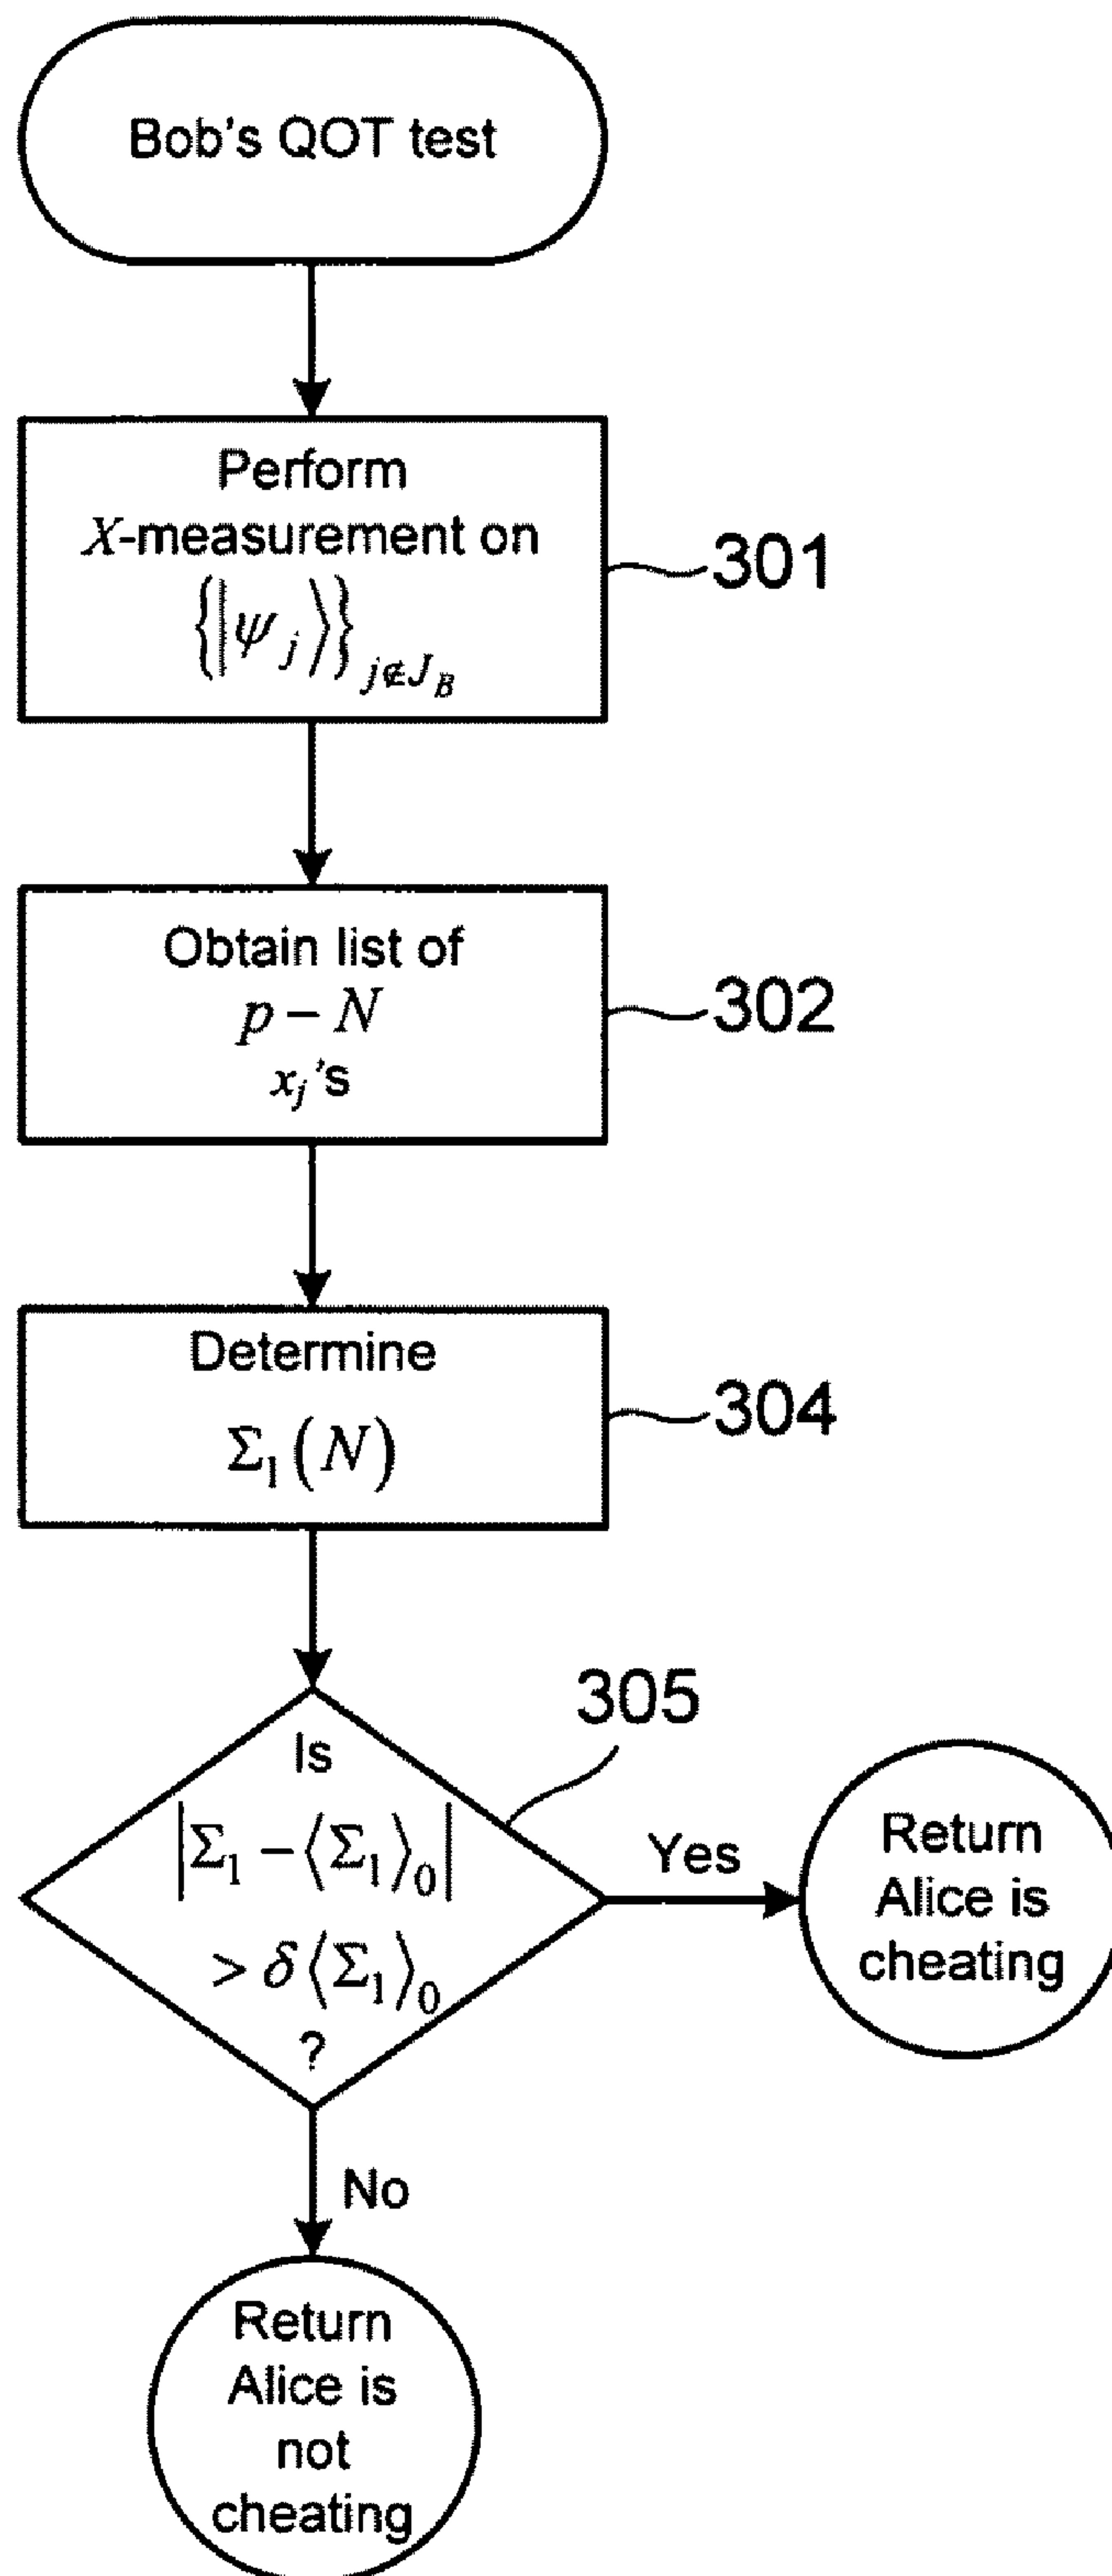 Bob's QOT test
Perform
X-measurement on
{|ψ_j⟩}_{j∉J_B}
301
Obtain list of
p – N
x_j's
302
Determine
Σ_1(N)
304
305
Is
|Σ_1 – ⟨Σ_1⟩_0|
> δ⟨Σ_1⟩_0
?
Yes
Return
Alice is
cheating
No
Return
Alice is
not
cheating